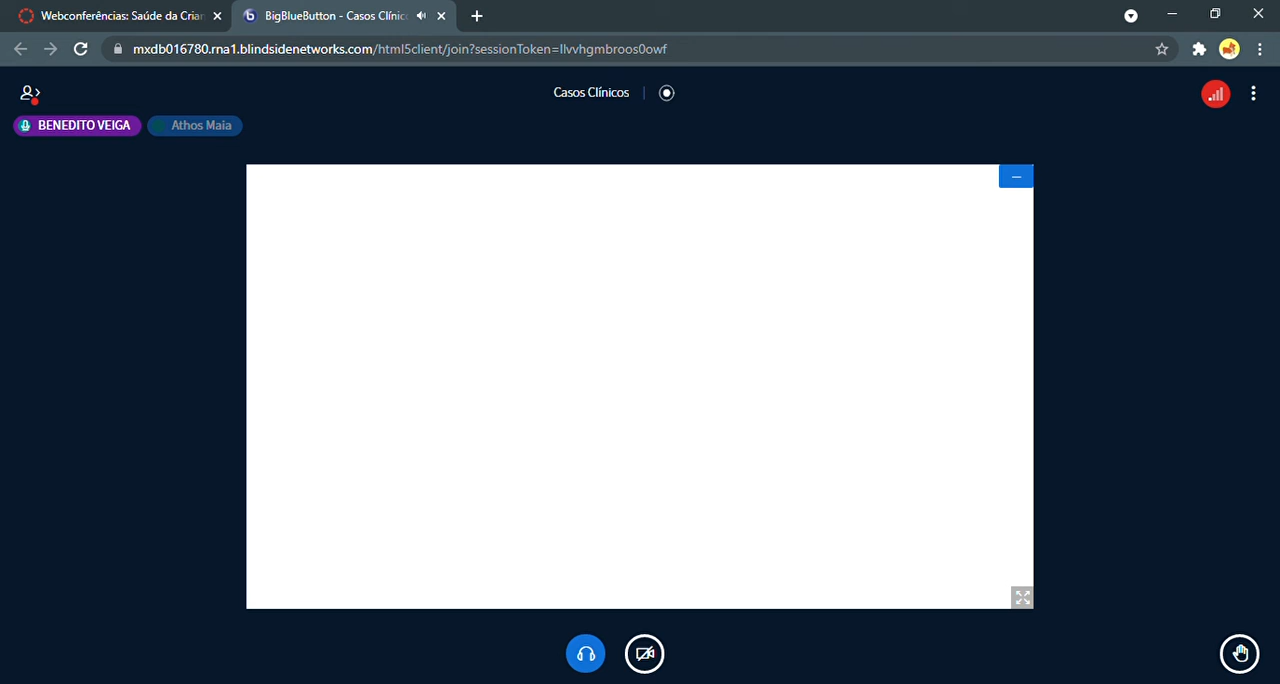 Webconferências: Saúde da Crian
BigBlueButton - Casos Clínic
mxdb016780.rna1.blindsidenetworks.com/html5client/join?sessionToken=llvvhgmbroos0owf
Casos Clínicos
BENEDITO VEIGA
Athos Maia